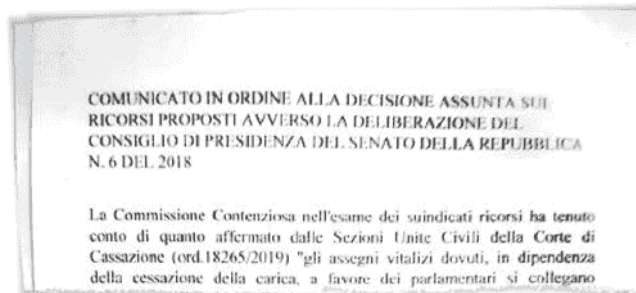 COMUNICATO IN ORDINE ALLA DECISIONE ASSUNTA SUI
RICORSI PROPOSTI AVVERSO LA DELIBERAZIONE DEL
CONSIGLIO DI PRESIDENZA DEL SENATO DELLA REPUBBLICA
N. 6 DEL 2018
La Commissione Contenziosa nell'esame dei suindicati ricorsi ha tenuto
conto di quanto affermato dalle Sezioni Unite Civili della Corte di
Cassazione (ord.18265/2019) "gli assegni vitalizi dovuti, in dipendenza
della cessazione della carica, a favore dei parlamentari si collegano